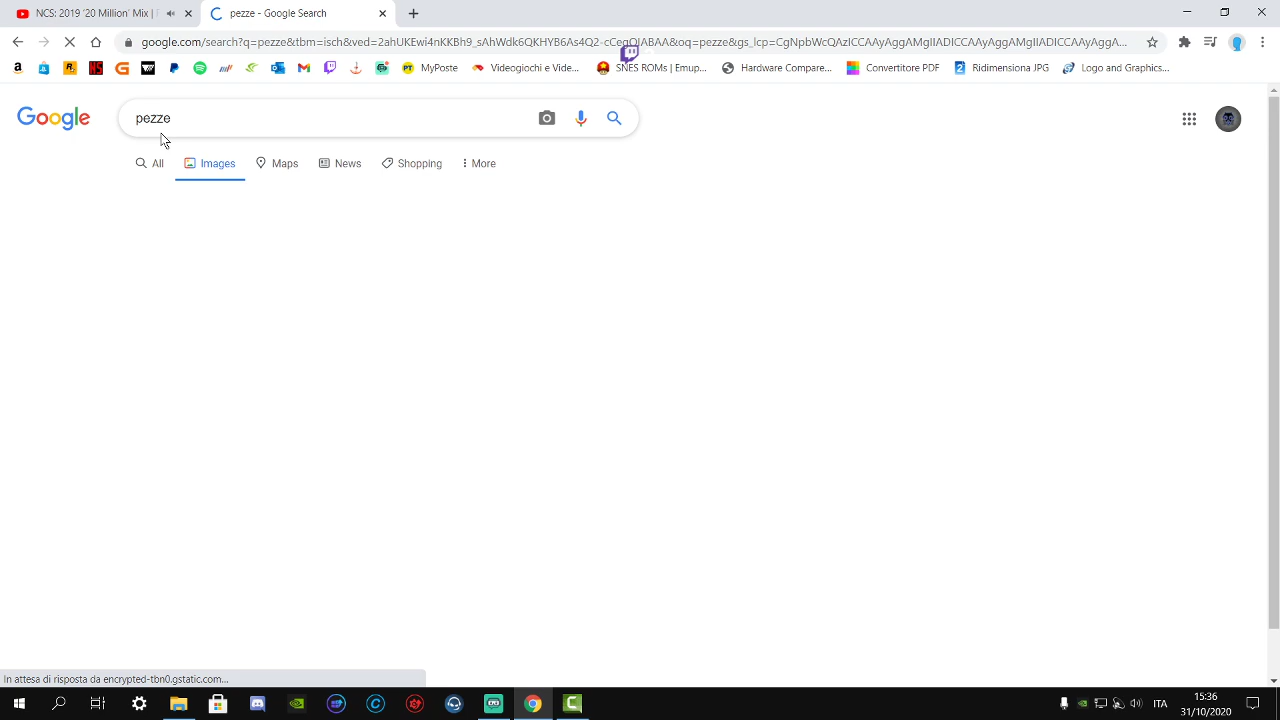 NCS: 2019 '20 Million' Mix |
pezze - Google Search
google.com/search?q=pezze&tbm=isch&ved=2ahUKEwi4nKKBh9_sAhWdk6QKHYB6As4Q2-cCegQIABAA&oq=pezze&gs_lcp=CgNpbWcQAzICCAAyAggAMgIIADICCAAyAggAMgIIADICCAAyAggA...
MyPoste
Videogiochi e Vide...
SNES ROMs | Emup...
Hardware Compan...
Convertitore PDF
Ridimensiona JPG
Logo and Graphics...
Google
pezze
All
Images
Maps
News
Shopping
More
In attesa di risposta da encrypted-tbn0.gstatic.com...
ITA
15:36
31/10/2020